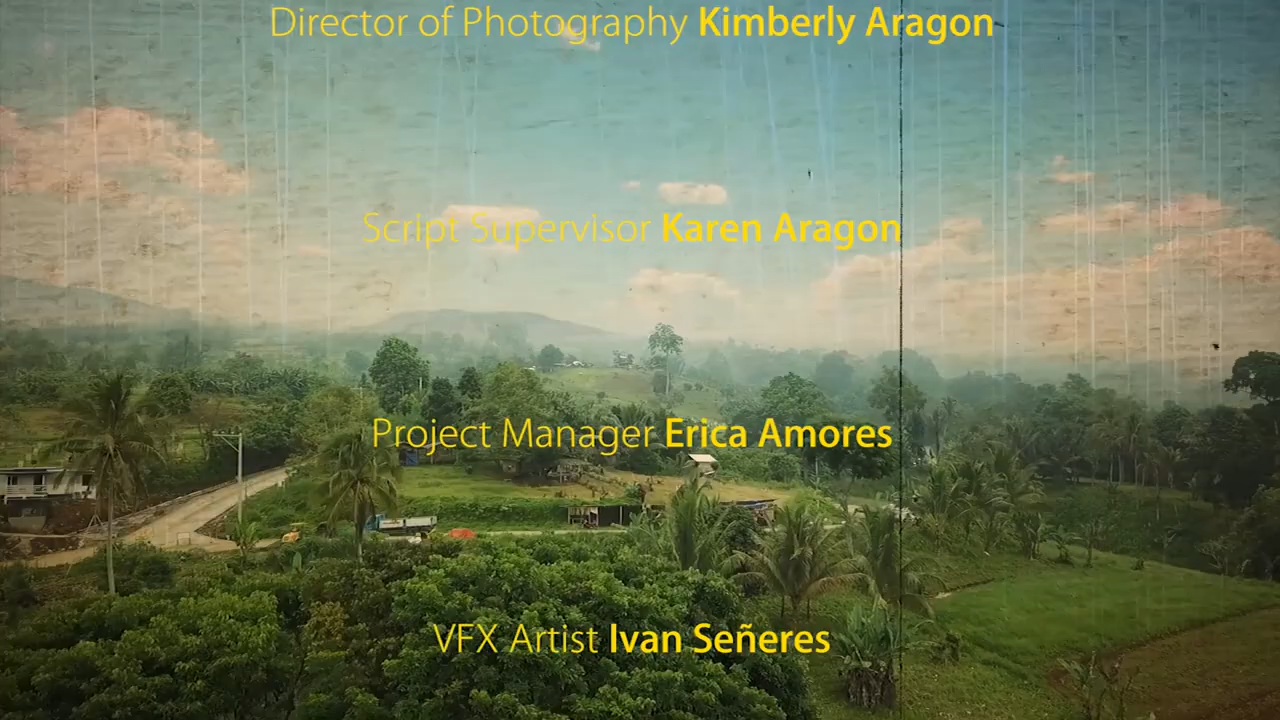 Director of Photography Kimberly Aragon
Script Supervisor Karen Aragon
Project Manager Erica Amores
VFX Artist Ivan Señeres